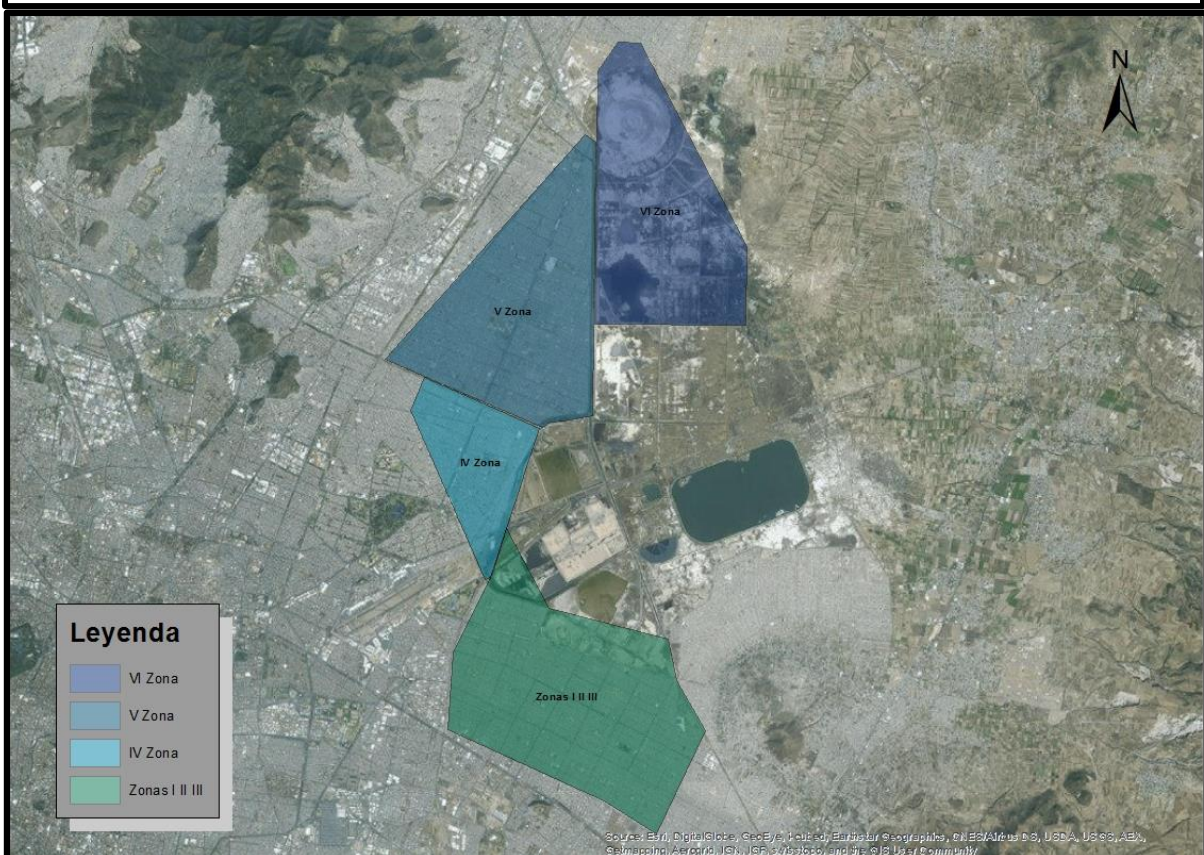 N
VI Zona
V Zona
IV Zona
Zonas I II III
Leyenda
VI Zona
V Zona
IV Zona
Zonas I II III
Source: Esri, DigitalGlobe, GeoEye, i-cubed, Earthstar Geographics, CNES/Airbus DS, USDA, USGS, AEX,
Getmapping, Aerogrid, IGN, IGP, swisstopo, and the GIS User Community